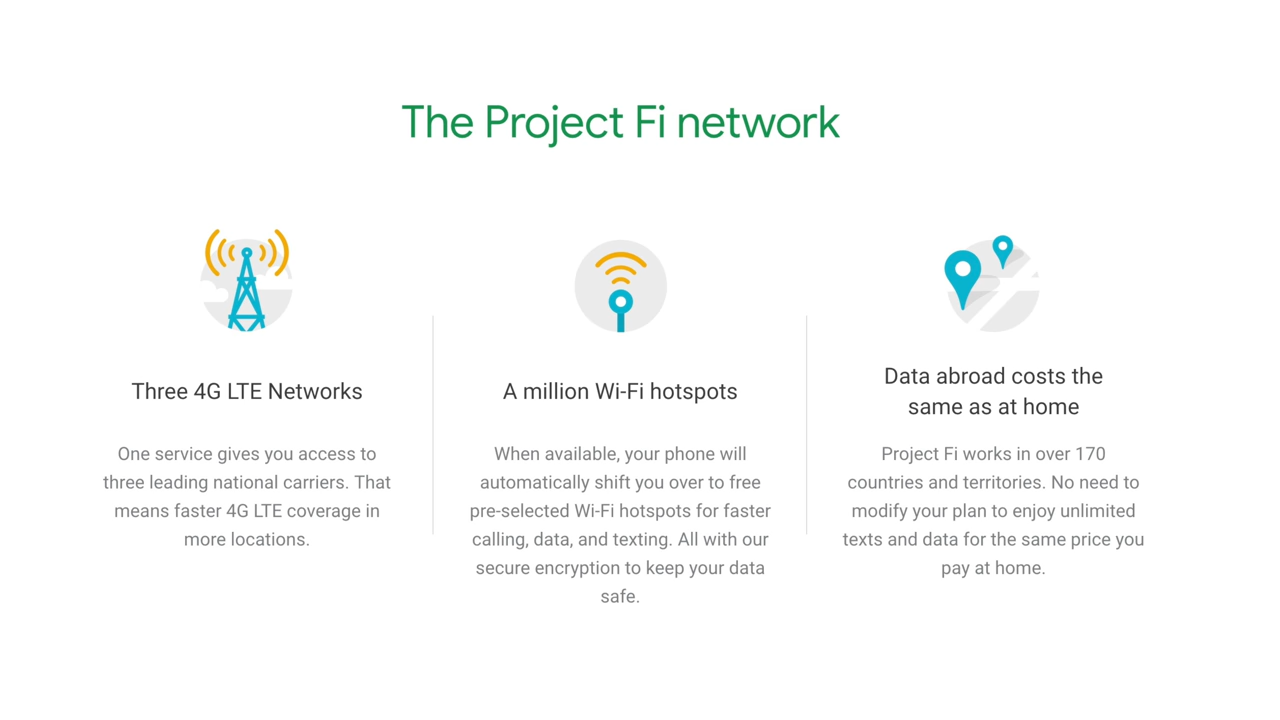 The Project Fi network
Three 4G LTE Networks
One service gives you access to
three leading national carriers. That
means faster 4G LTE coverage in
more locations.
A million Wi-Fi hotspots
When available, your phone will
automatically shift you over to free
pre-selected Wi-Fi hotspots for faster
calling, data, and texting. All with our
secure encryption to keep your data
safe.
Data abroad costs the
same as at home
Project Fi works in over 170
countries and territories. No need to
modify your plan to enjoy unlimited
texts and data for the same price you
pay at home.